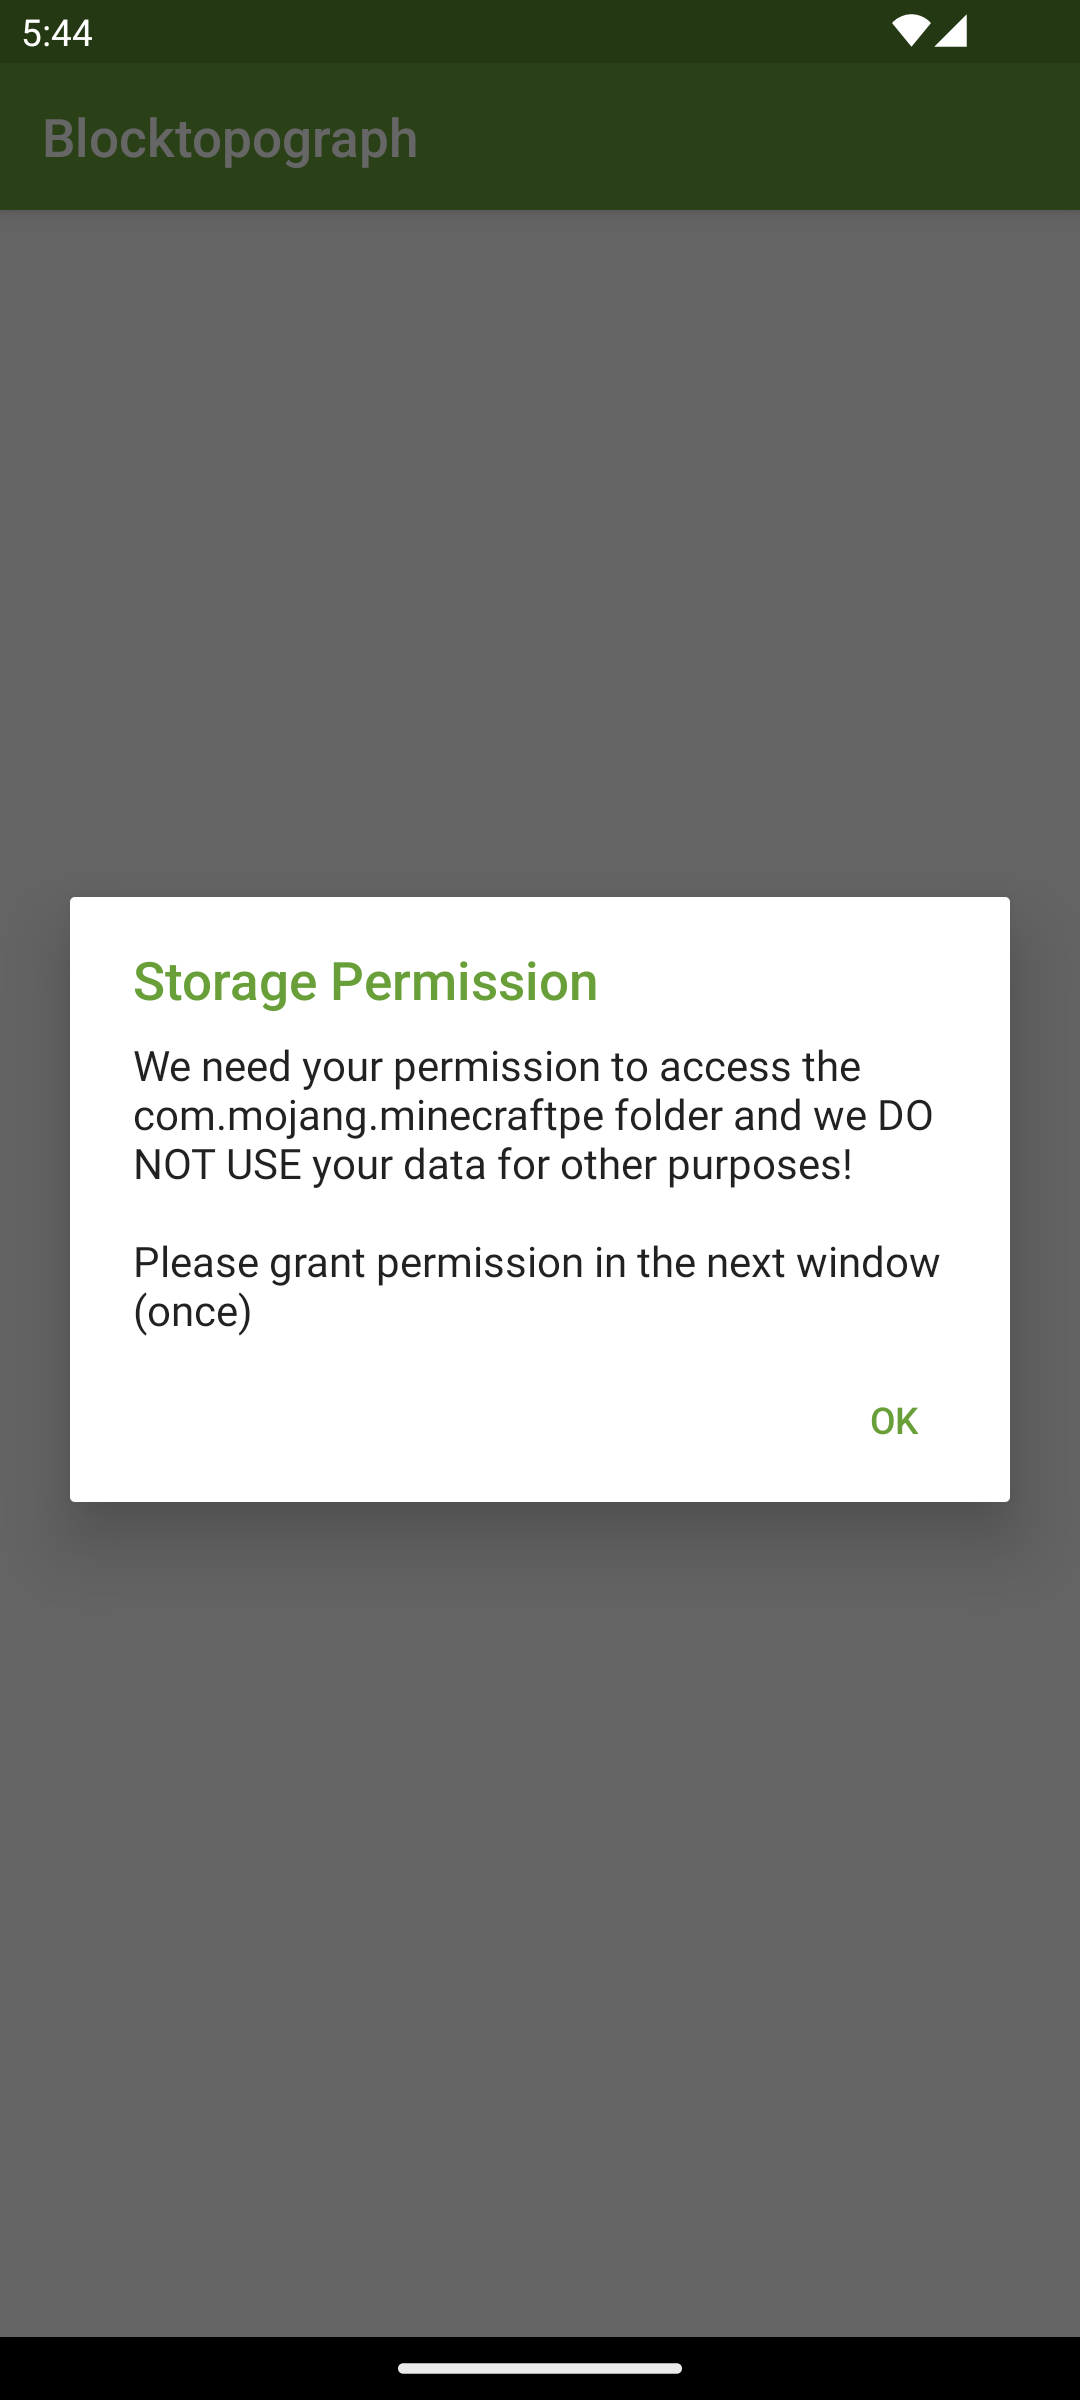 5:44
Blocktopograph
Storage Permission
We need your permission to access the
com.mojang.minecraftpe folder and we DO
NOT USE your data for other purposes!
Please grant permission in the next window
(once)
OK